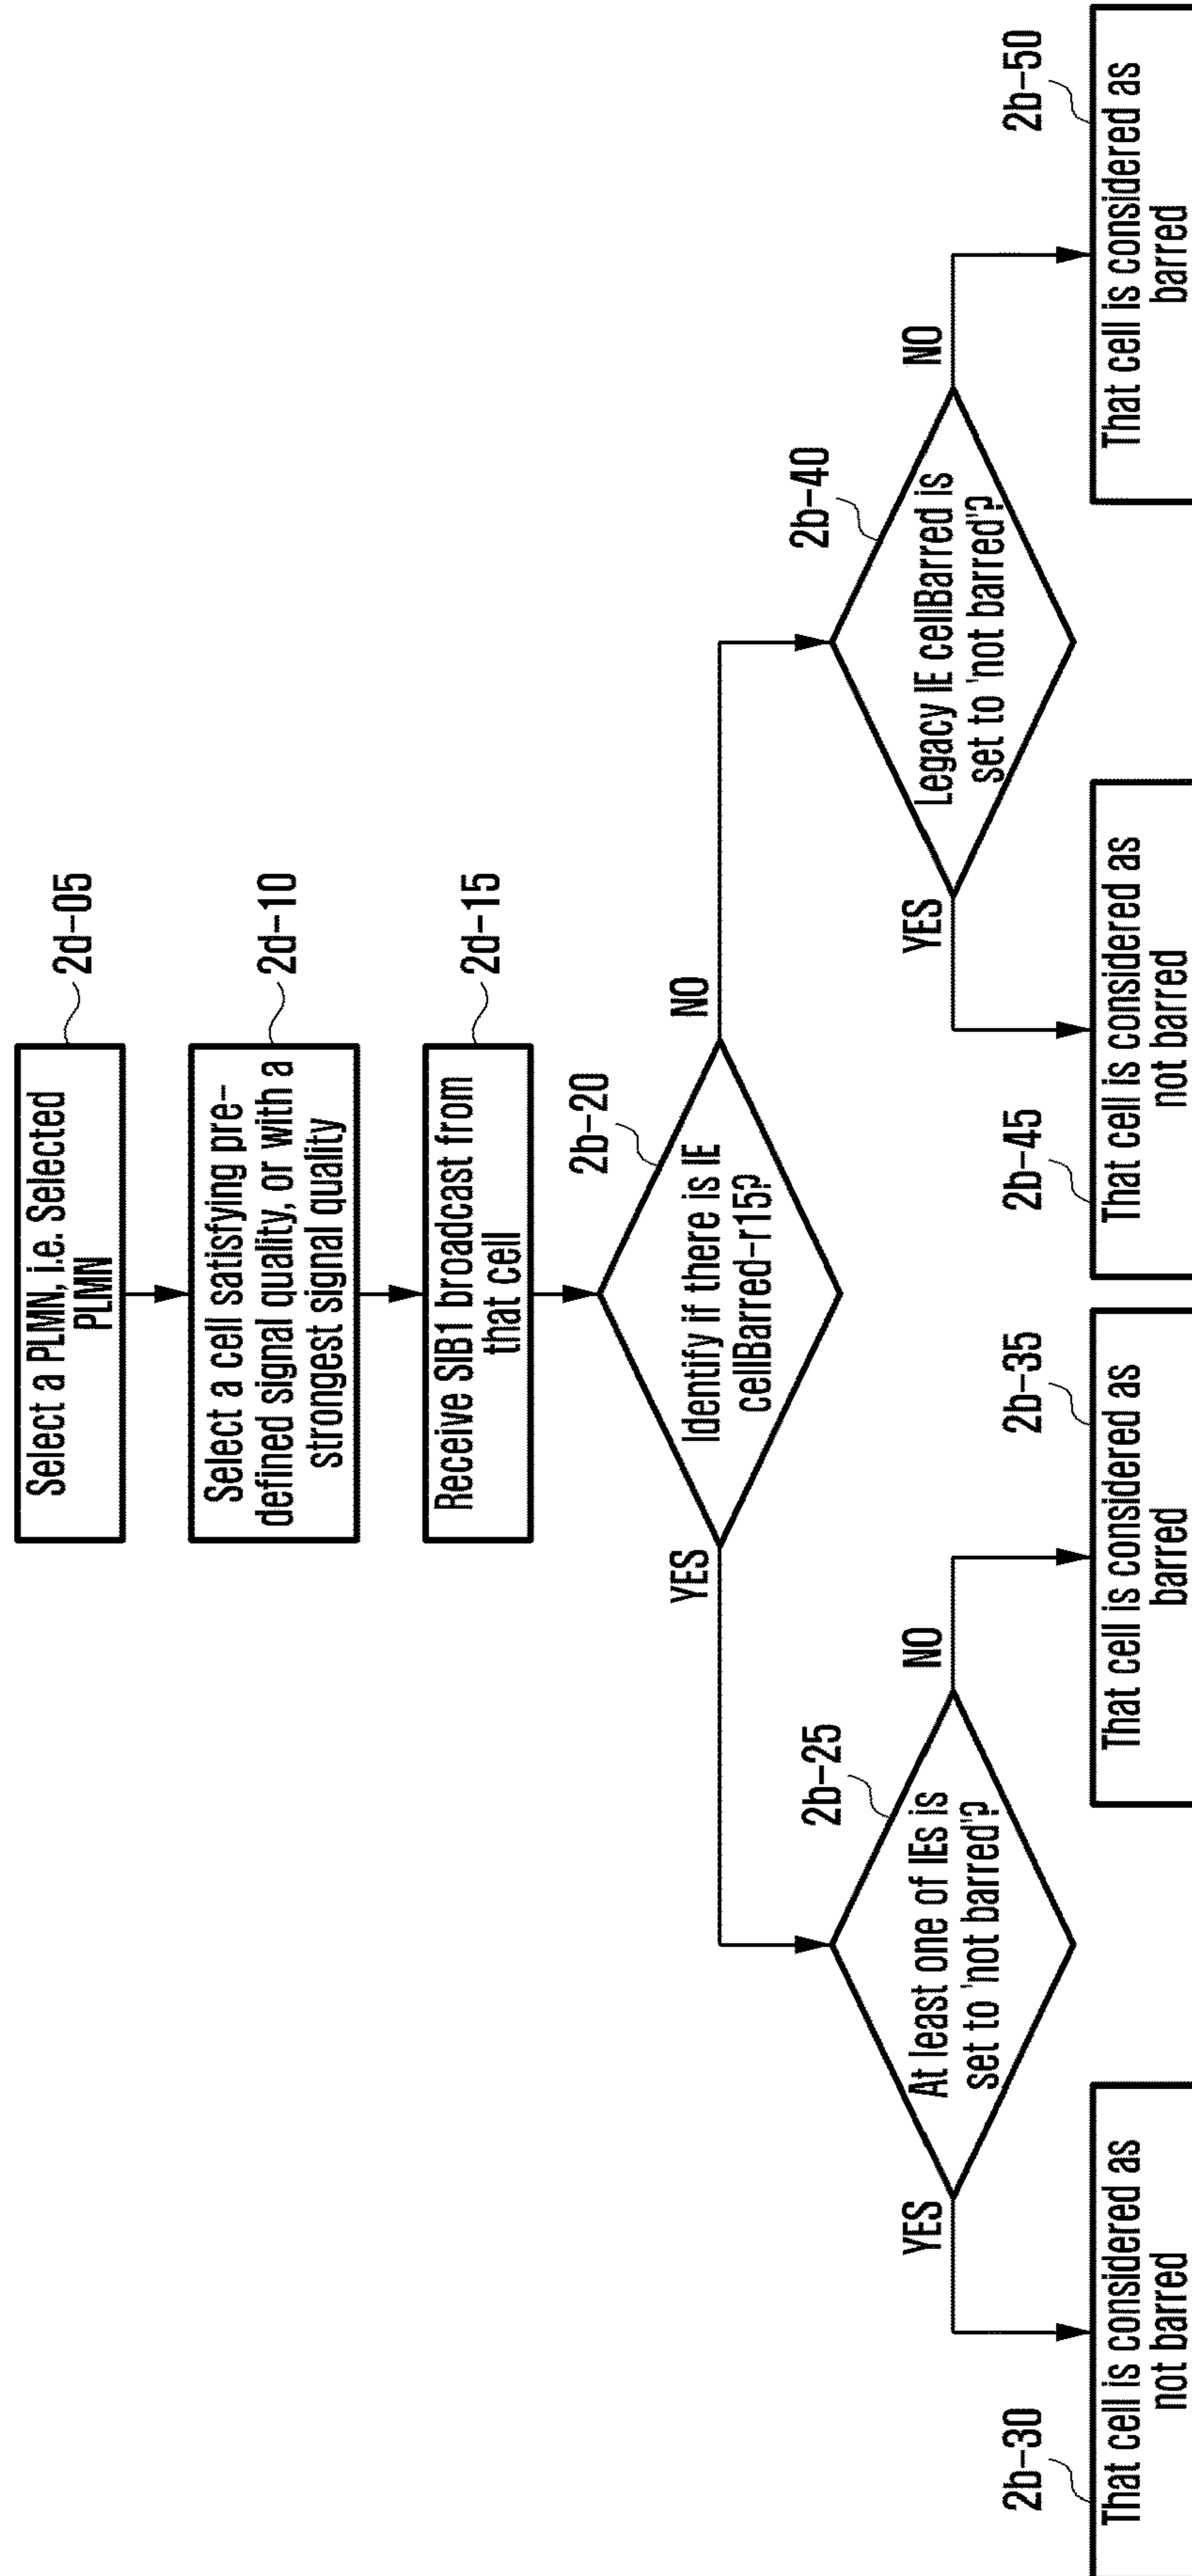 Select a PLMN, i.e. Selected
PLMN
2d-05
Select a cell satisfying pre-
defined signal quality, or with a
strongest signal quality
2d-10
Receive SIB1 broadcast from
that cell
2d-15
Identify if there is IE
cellBarred-r15?
2b-20
YES
NO
At least one of IEs is
set to 'not barred'?
2b-25
YES
NO
Legacy IE cellBarred is
set to 'not barred'?
2b-40
YES
NO
2b-30
That cell is considered as
not barred
2b-35
That cell is considered as
barred
2b-45
That cell is considered as
not barred
2b-50
That cell is considered as
barred